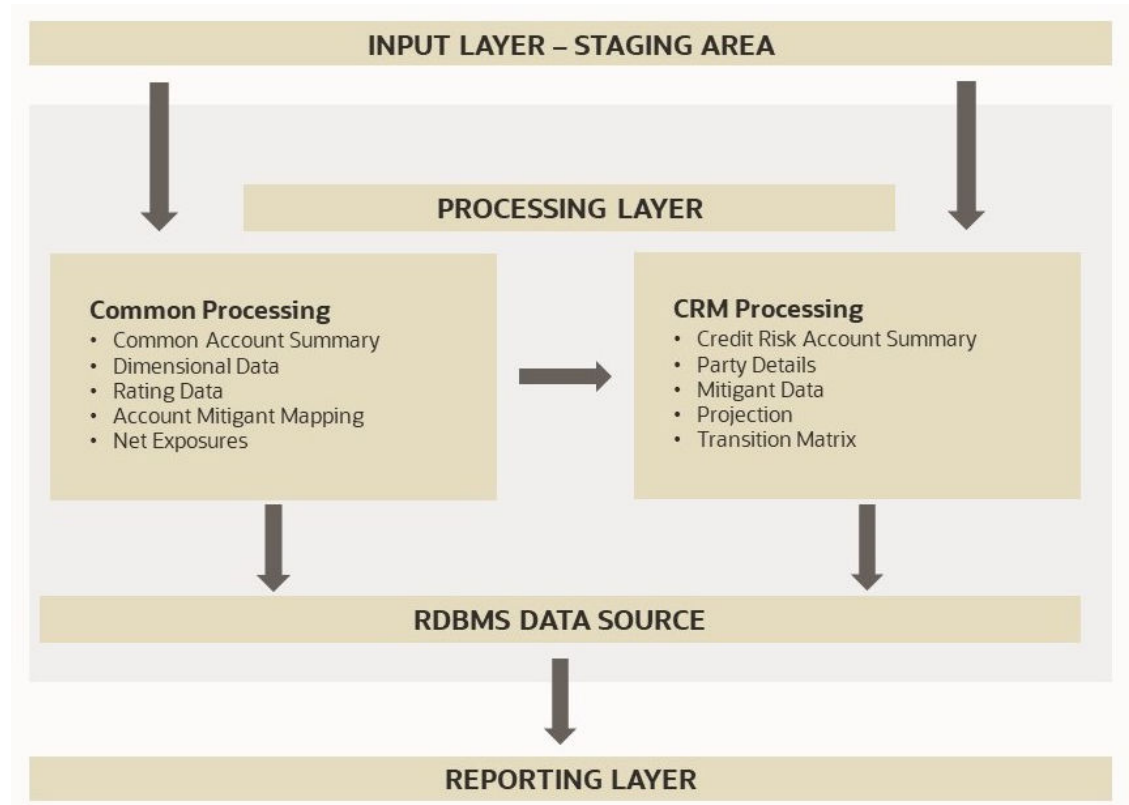 INPUT LAYER – STAGING AREA
PROCESSING LAYER
Common Processing
• Common Account Summary
• Dimensional Data
• Rating Data
• Account Mitigant Mapping
• Net Exposures
CRM Processing
• Credit Risk Account Summary
• Party Details
• Mitigant Data
• Projection
• Transition Matrix
RDBMS DATA SOURCE
REPORTING LAYER